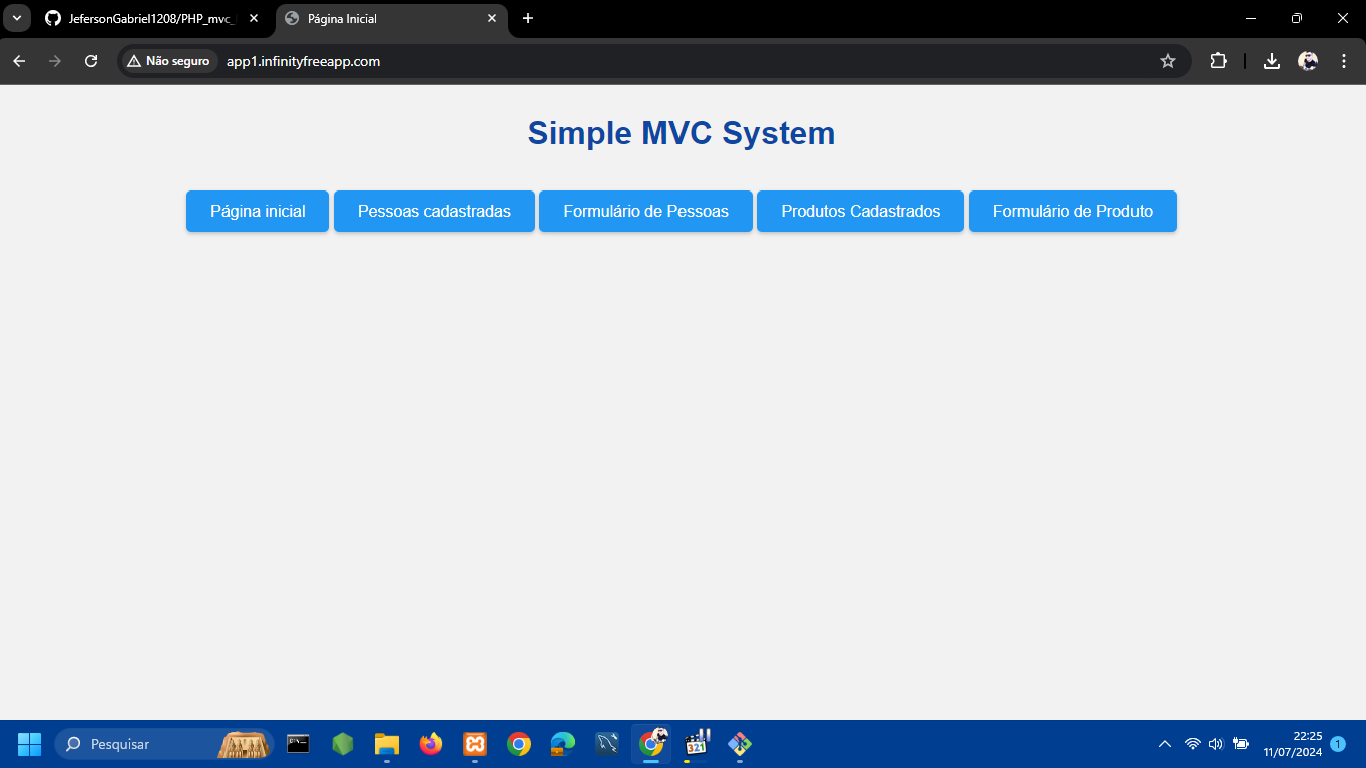 JefersonGabriel1208/PHP_mvc_
Página Inicial
Não seguro
app1.infinityfreeapp.com
Simple MVC System
Página inicial
Pessoas cadastradas
Formulário de Pessoas
Produtos Cadastrados
Formulário de Produto
Pesquisar
321
22:25
11/07/2024
1